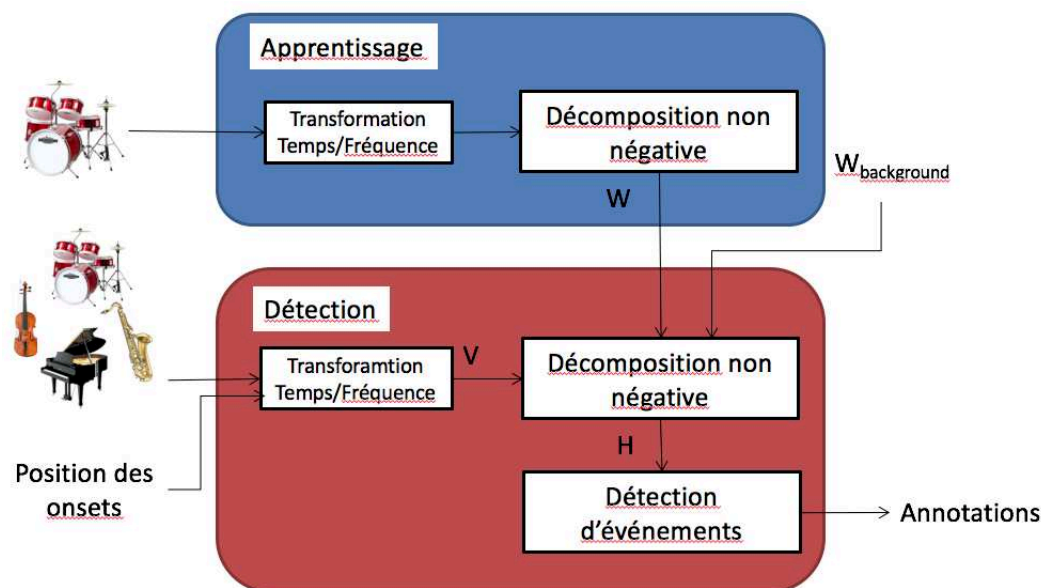 Apprentissage
Transformation
Temps/Fréquence
Décomposition non
négative
W
W_background
Détection
Transforamtion
Temps/Fréquence
V
Décomposition non
négative
H
Position des
onsets
Détection
d'événements
Annotations